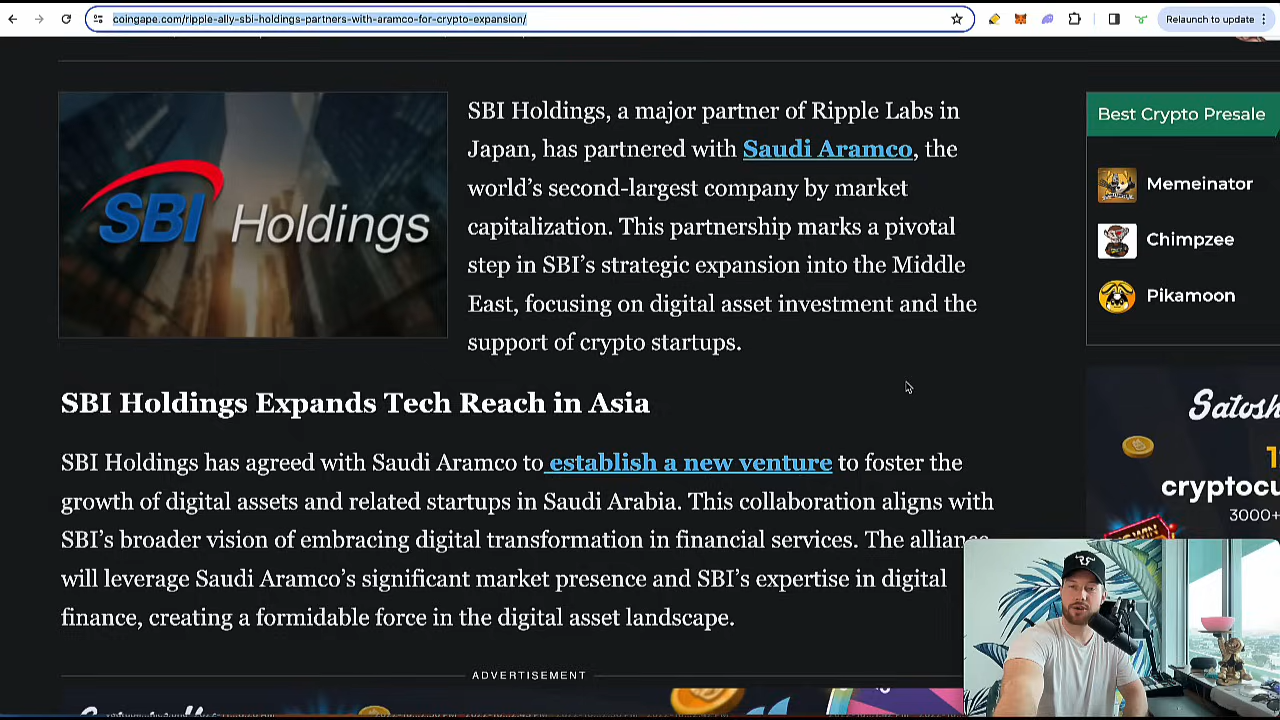 coingape.com/ripple-ally-sbi-holdings-partners-with-aramco-for-crypto-expansion/
Relaunch to update
SBI Holdings
SBI Holdings, a major partner of Ripple Labs in
Japan, has partnered with Saudi Aramco, the
world's second-largest company by market
capitalization. This partnership marks a pivotal
step in SBI's strategic expansion into the Middle
East, focusing on digital asset investment and the
support of crypto startups.
Best Crypto Presale
Memeinator
Chimpzee
Pikamoon
SBI Holdings Expands Tech Reach in Asia
SBI Holdings has agreed with Saudi Aramco to establish a new venture to foster the
growth of digital assets and related startups in Saudi Arabia. This collaboration aligns with
SBI's broader vision of embracing digital transformation in financial services. The alliance
will leverage Saudi Aramco's significant market presence and SBI's expertise in digital
finance, creating a formidable force in the digital asset landscape.
Satosh
cryptocu
3000+
ADVERTISEMENT